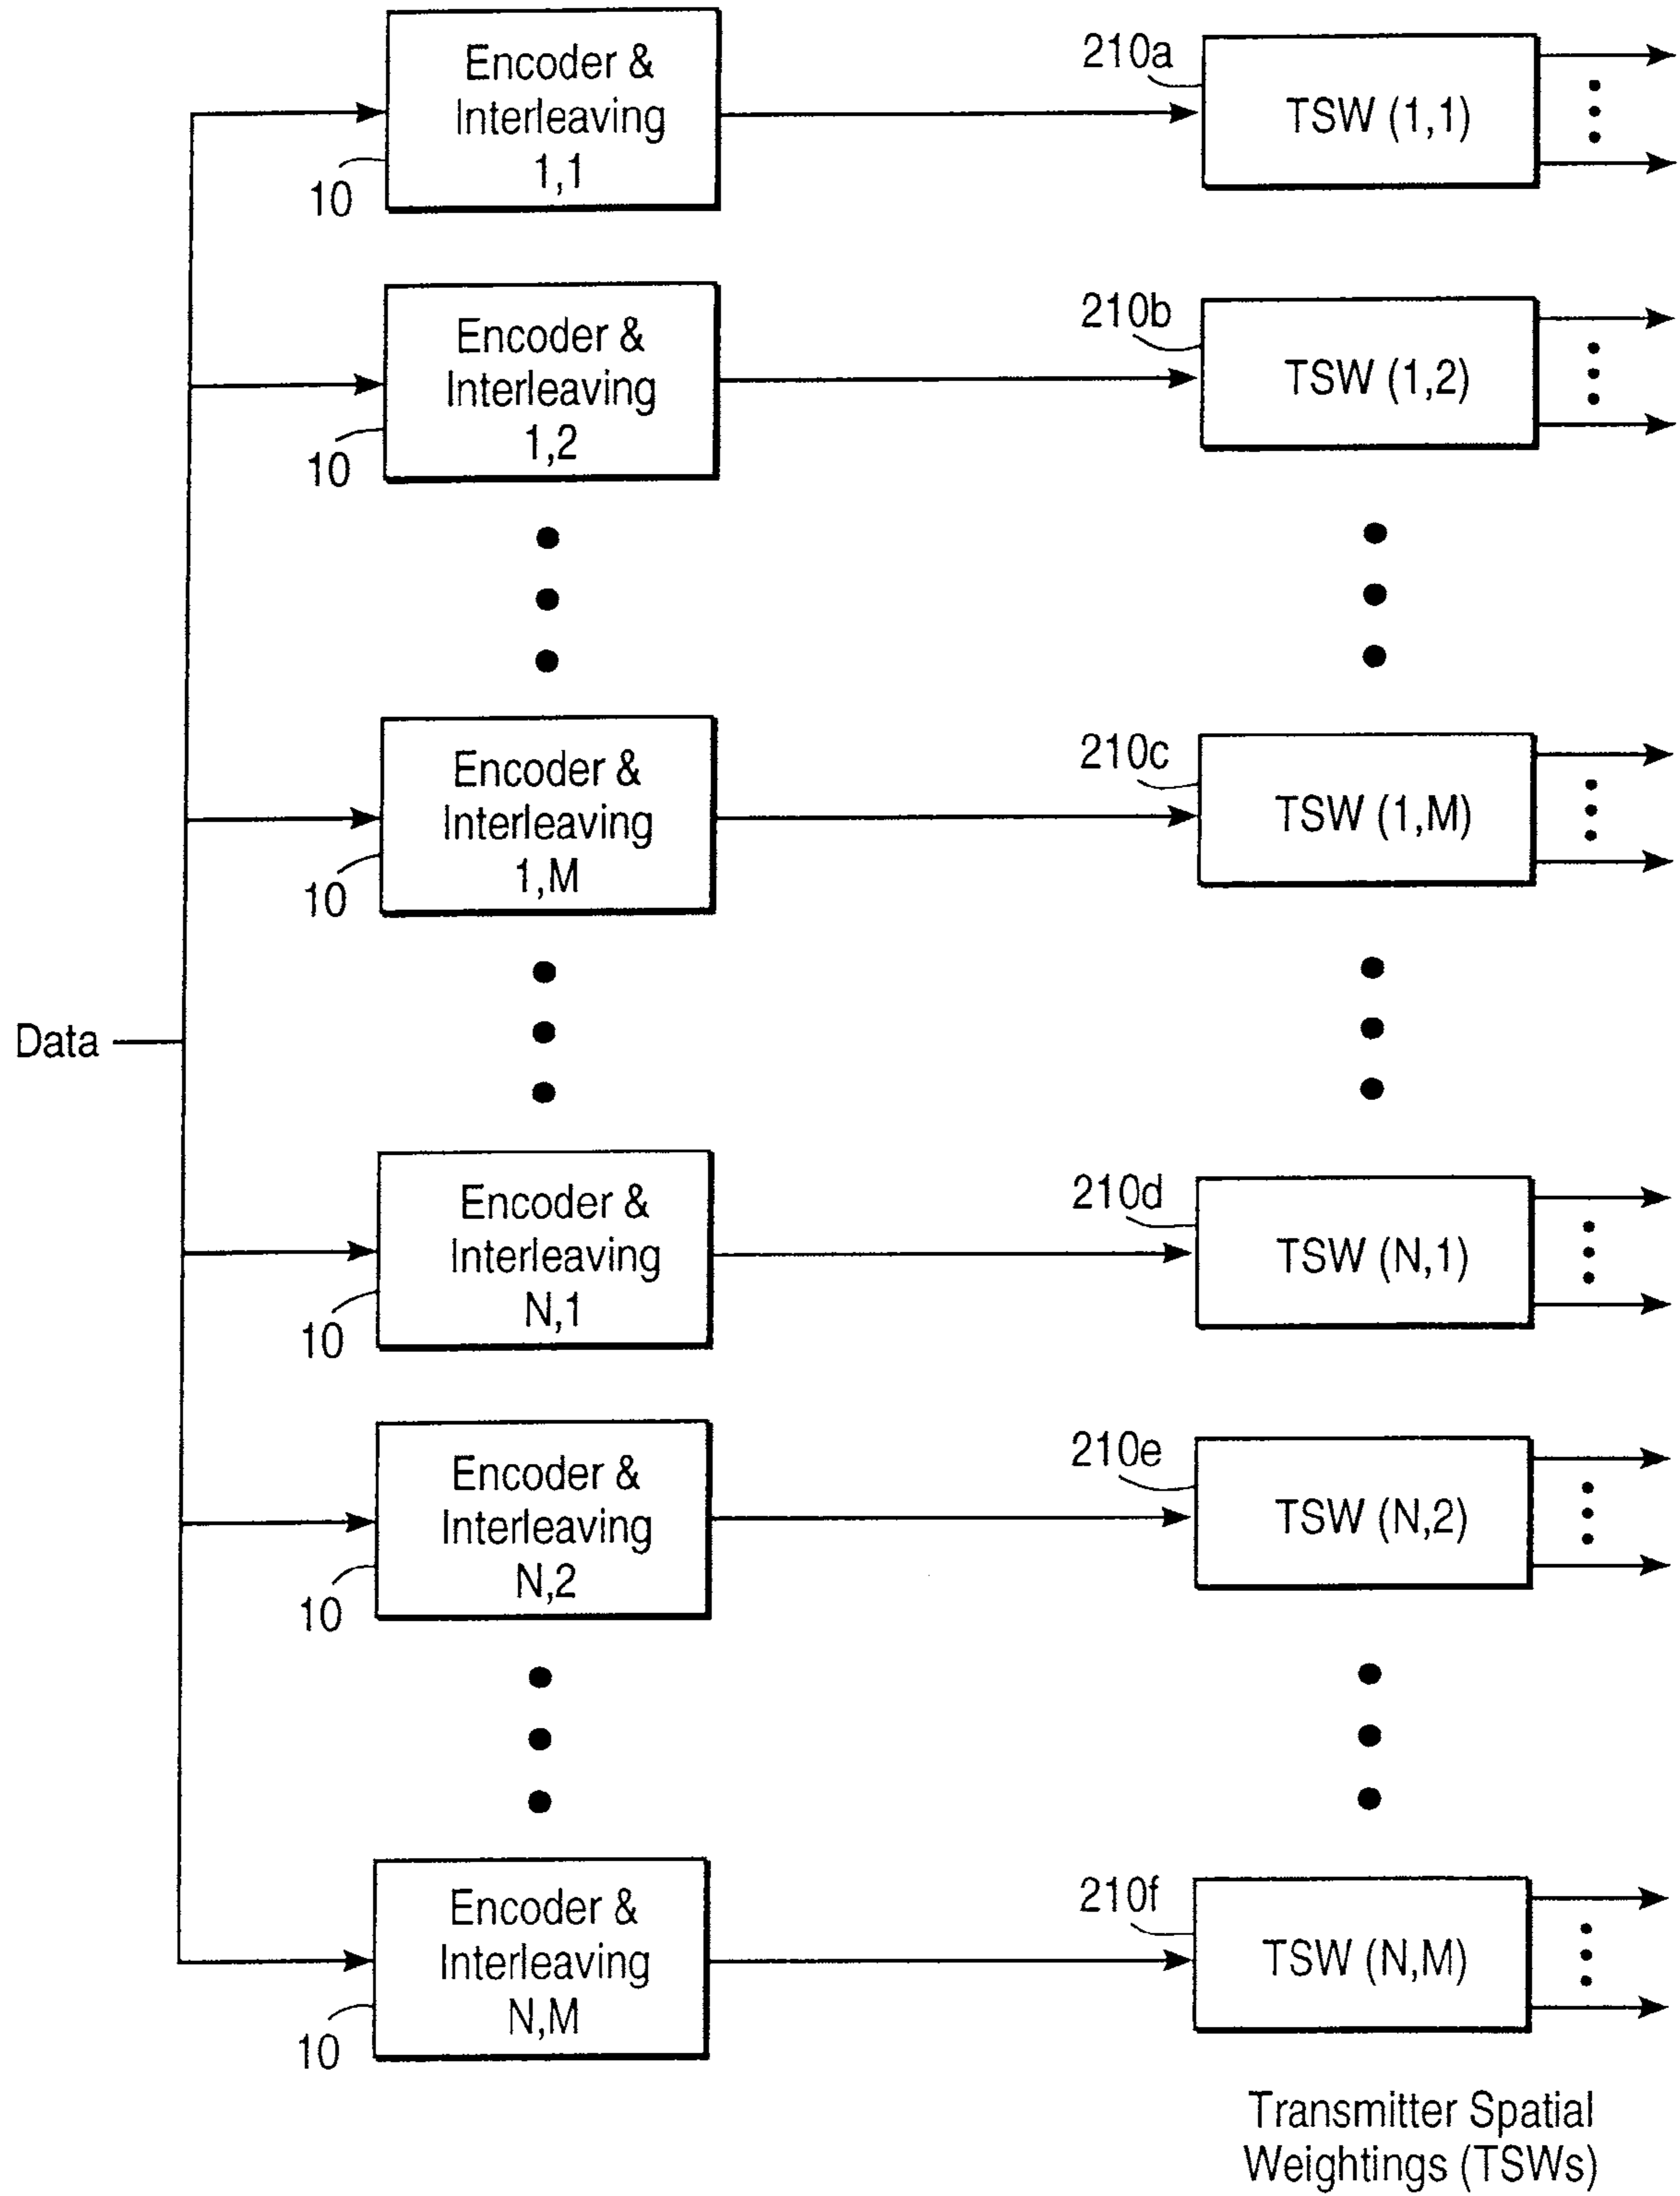 Encoder &
Interleaving
1,1
10
210a
TSW (1,1)
Encoder &
Interleaving
1,2
10
210b
TSW (1,2)
Encoder &
Interleaving
1,M
10
210c
TSW (1,M)
Data
Encoder &
Interleaving
N,1
10
210d
TSW (N,1)
Encoder &
Interleaving
N,2
10
210e
TSW (N,2)
Encoder &
Interleaving
N,M
10
210f
TSW (N,M)
Transmitter Spatial
Weightings (TSWs)